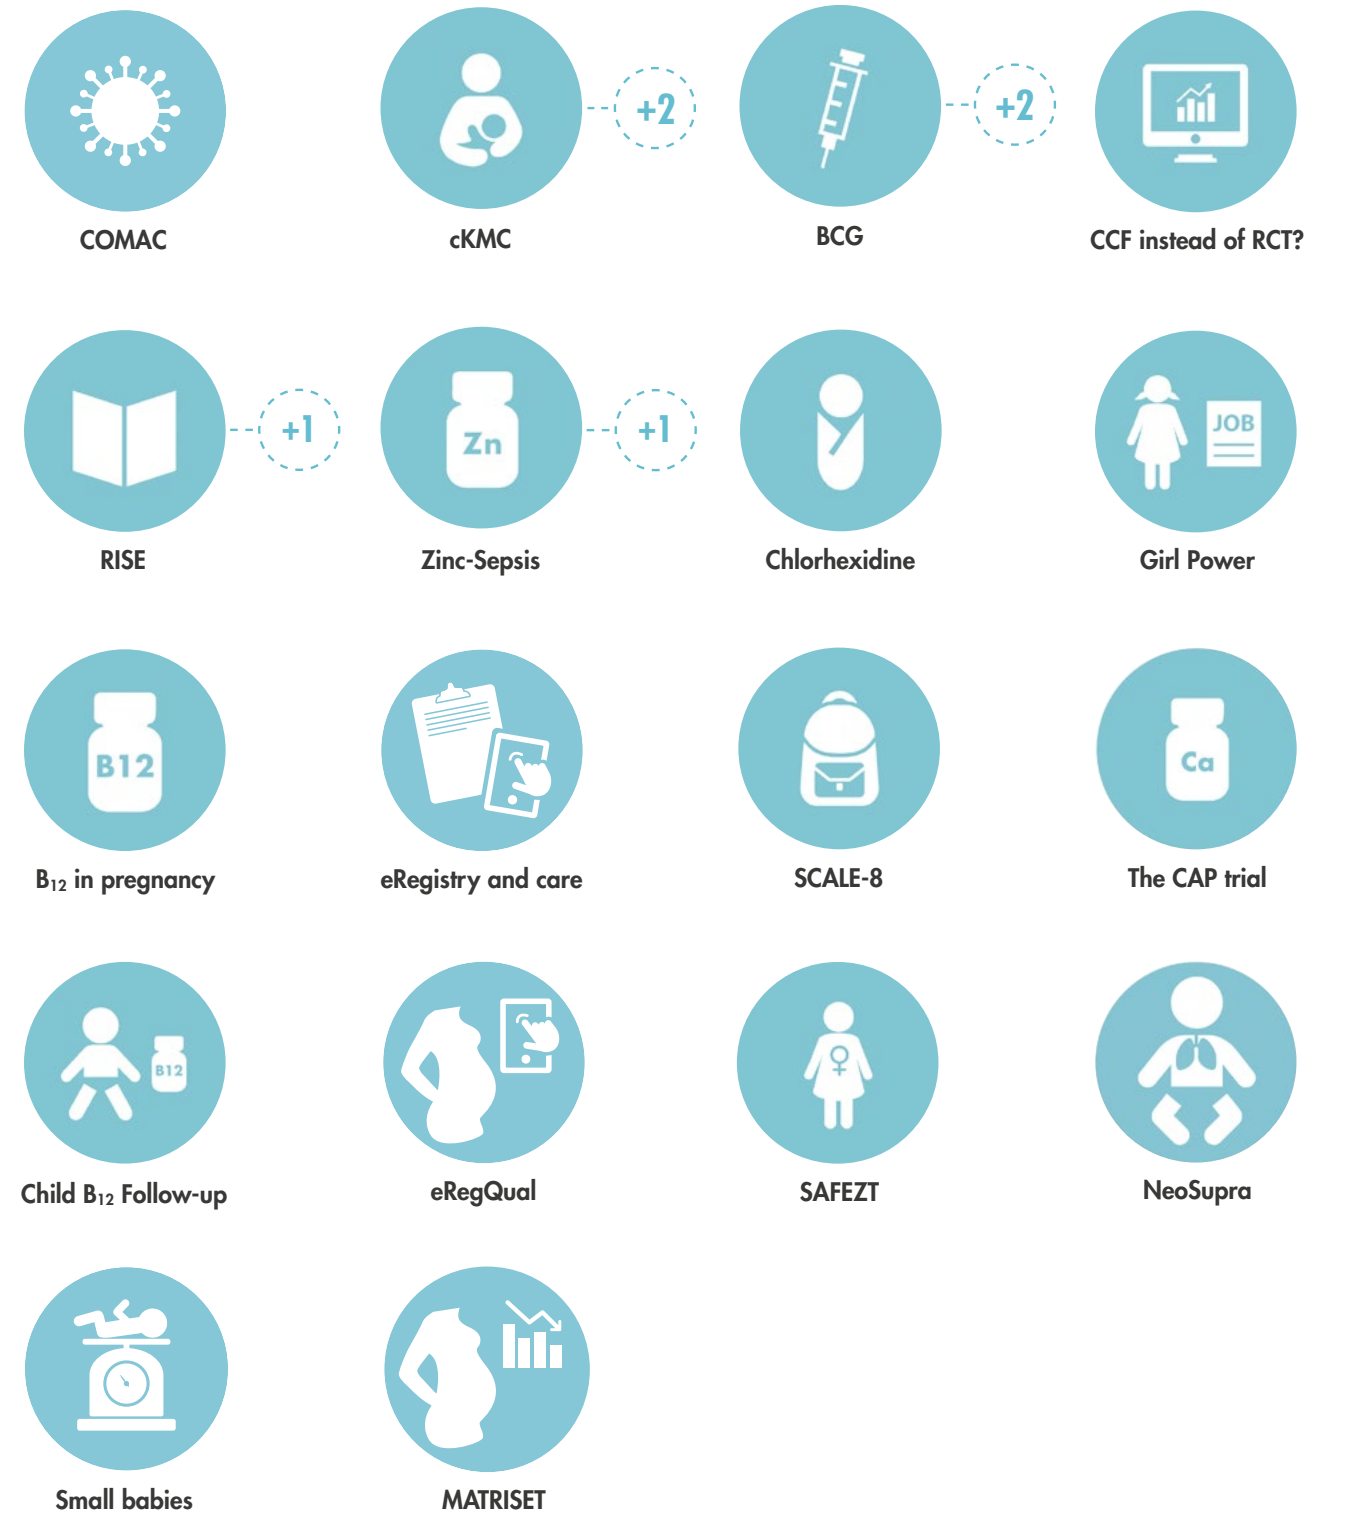 +2
+2
COMAC
cKMC
BCG
CCF instead of RCT?
+1
Zn
+1
JOB
RISE
Zinc-Sepsis
Chlorhexidine
Girl Power
B12
Ca
B₁₂ in pregnancy
eRegistry and care
SCALE-8
The CAP trial
B12
Child B₁₂ Follow-up
eRegQual
SAFEZT
NeoSupra
Small babies
MATRISET